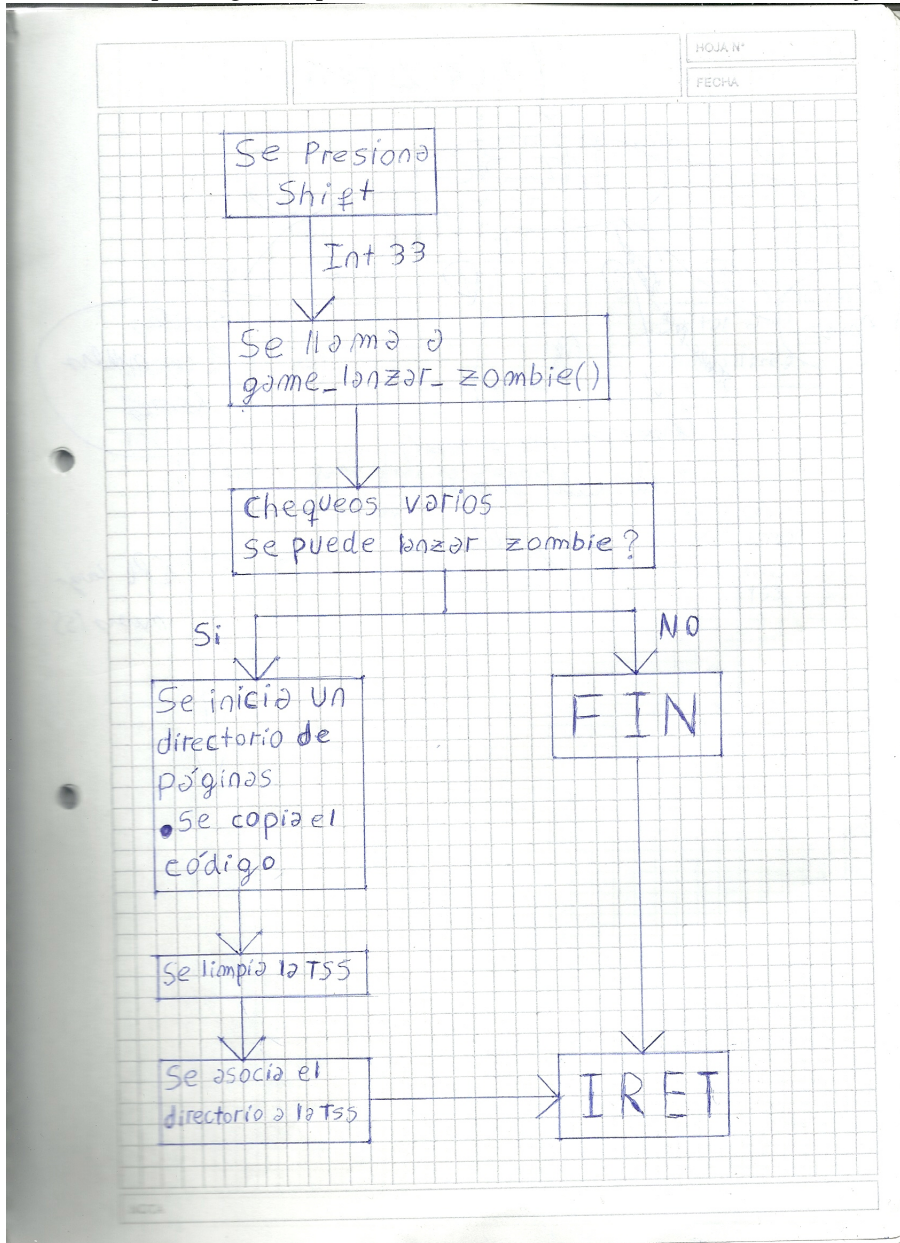 HOJA Nº
FECHA
Se Presiona
Shift
Int 33
Se llama a
game_lanzar_zombie()
Chequeos varios
se puede lanzar zombie?
Si
NO
Se inicia un
directorio de
páginas
• Se copia el
código
FIN
Se limpia la TSS
Se asocia el
directorio a la TSS
IRET